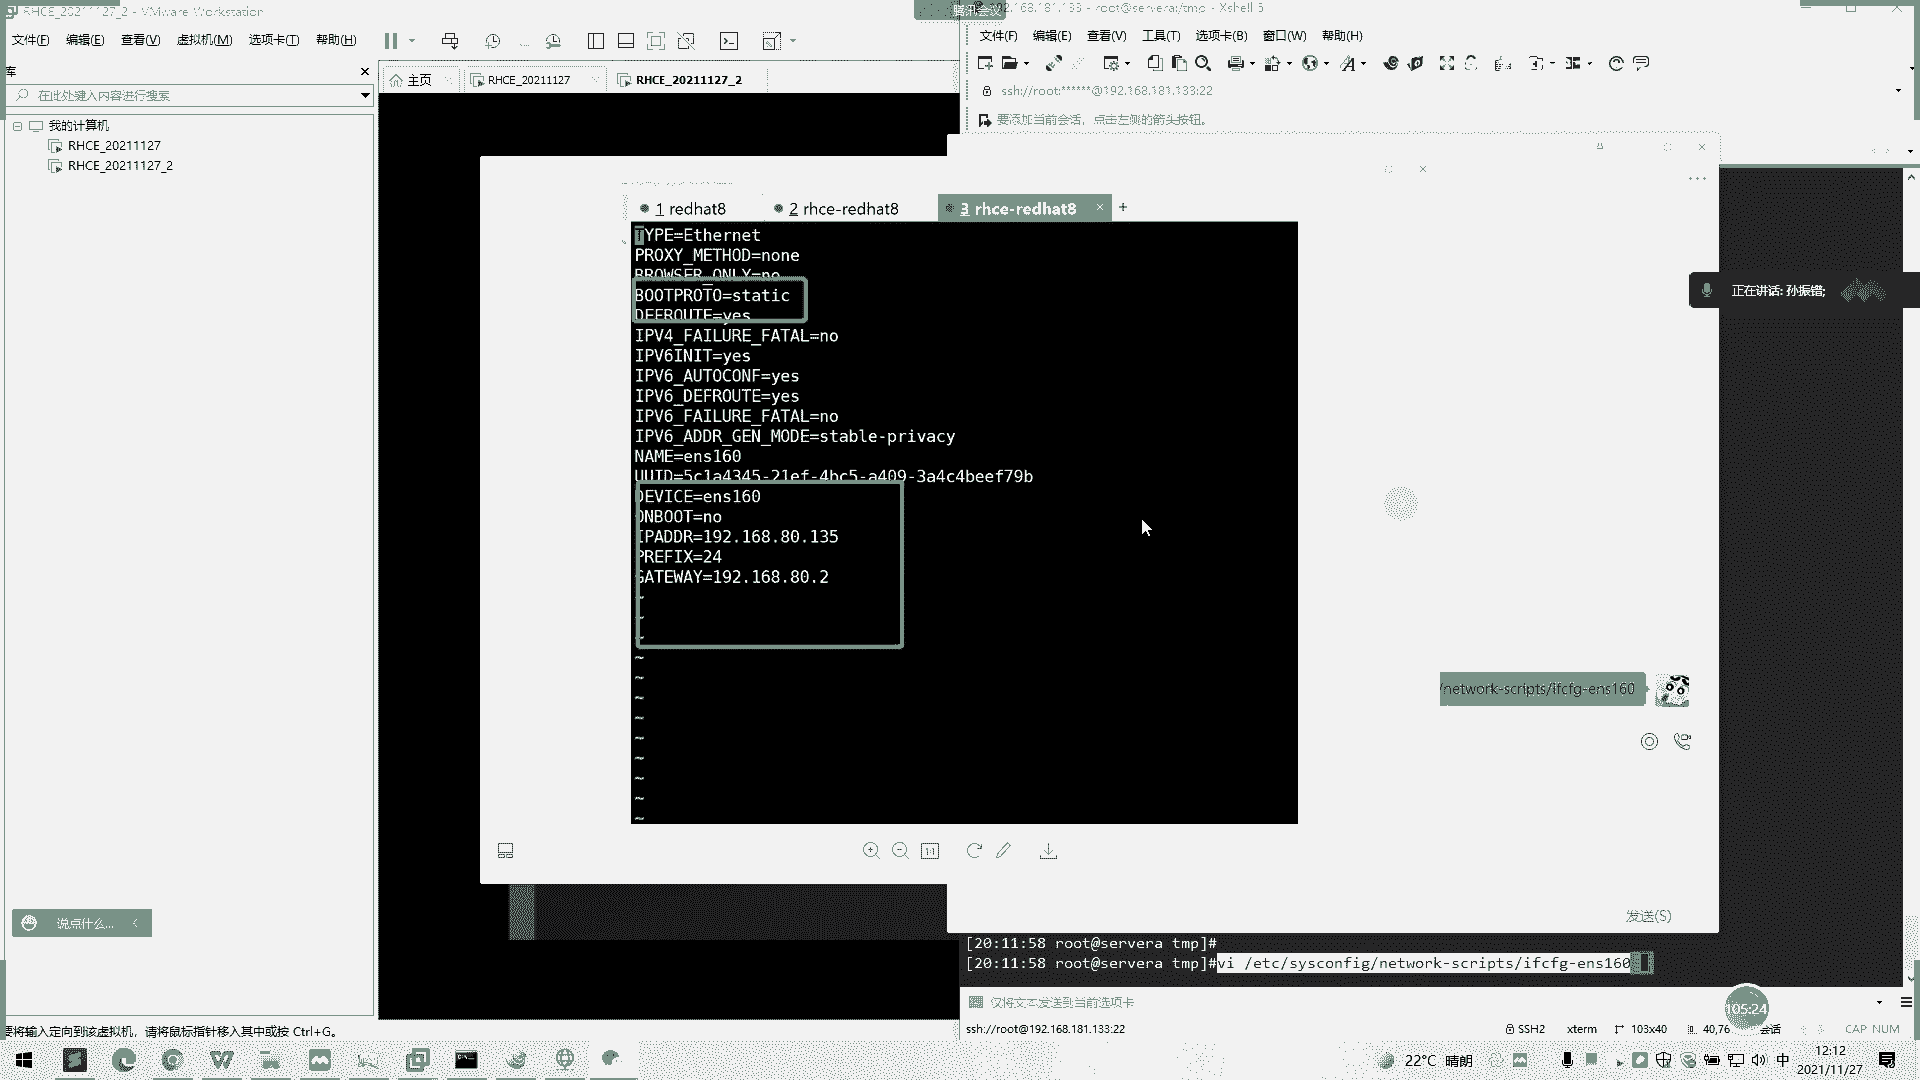 RHCE_20211127_2 - VMware Workstation
文件(F) 编辑(E) 查看(V) 虚拟机(M) 选项卡(T) 帮助(H)
库
在此处键入内容进行搜索
我的计算机
RHCE_20211127
RHCE_20211127_2
主页
RHCE_20211127
RHCE_20211127_2
腾讯会议
192.168.181.133 - root@servera:/tmp - Xshell 6
文件(F) 编辑(E) 查看(V) 工具(T) 选项卡(B) 窗口(W) 帮助(H)
ssh://root:******@192.168.181.133:22
要添加当前会话，点击左侧的箭头按钮。
1 redhat8
2 rhce-redhat8
3 rhce-redhat8
TYPE=Ethernet
PROXY_METHOD=none
BROWSER_ONLY=no
BOOTPROTO=static
DEFROUTE=yes
IPV4_FAILURE_FATAL=no
IPV6INIT=yes
IPV6_AUTOCONF=yes
IPV6_DEFROUTE=yes
IPV6_FAILURE_FATAL=no
IPV6_ADDR_GEN_MODE=stable-privacy
NAME=ens160
UUID=5c1a4345-21ef-4bc5-a409-3a4c4beef79b
DEVICE=ens160
ONBOOT=no
IPADDR=192.168.80.135
PREFIX=24
GATEWAY=192.168.80.2
~
~
~
~
~
~
~
~
~
~
~
~
正在讲话: 孙振锴;
/network-scripts/ifcfg-ens160
1:1
发送(S)
说点什么...
[20:11:58 root@servera tmp]#
[20:11:58 root@servera tmp]#vi /etc/sysconfig/network-scripts/ifcfg-ens160
仅将文本发送到当前选项卡
105:24
要将输入定向到该虚拟机，请将鼠标指针移入其中或按 Ctrl+G。
ssh://root@192.168.181.133:22
SSH2
xterm
103x40
40,76
会话
CAP NUM
22°C 晴朗
中
12:12
2021/11/27